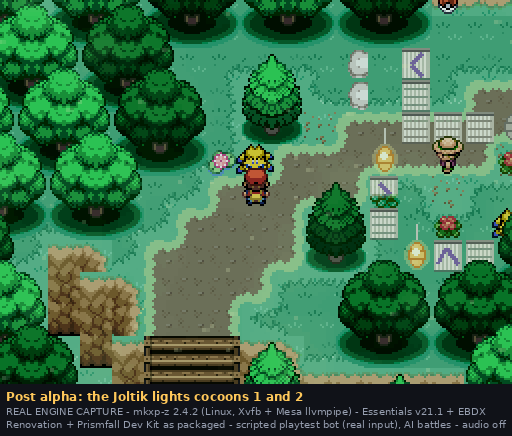 Post alpha: the Joltik lights cocoons 1 and 2
REAL ENGINE CAPTURE - mkxp-z 2.4.2 (Linux, Xvfb + Mesa llvmpipe) - Essentials v21.1 + EBDX
Renovation + Prismfall Dev Kit as packaged - scripted playtest bot (real input), AI battles - audio off